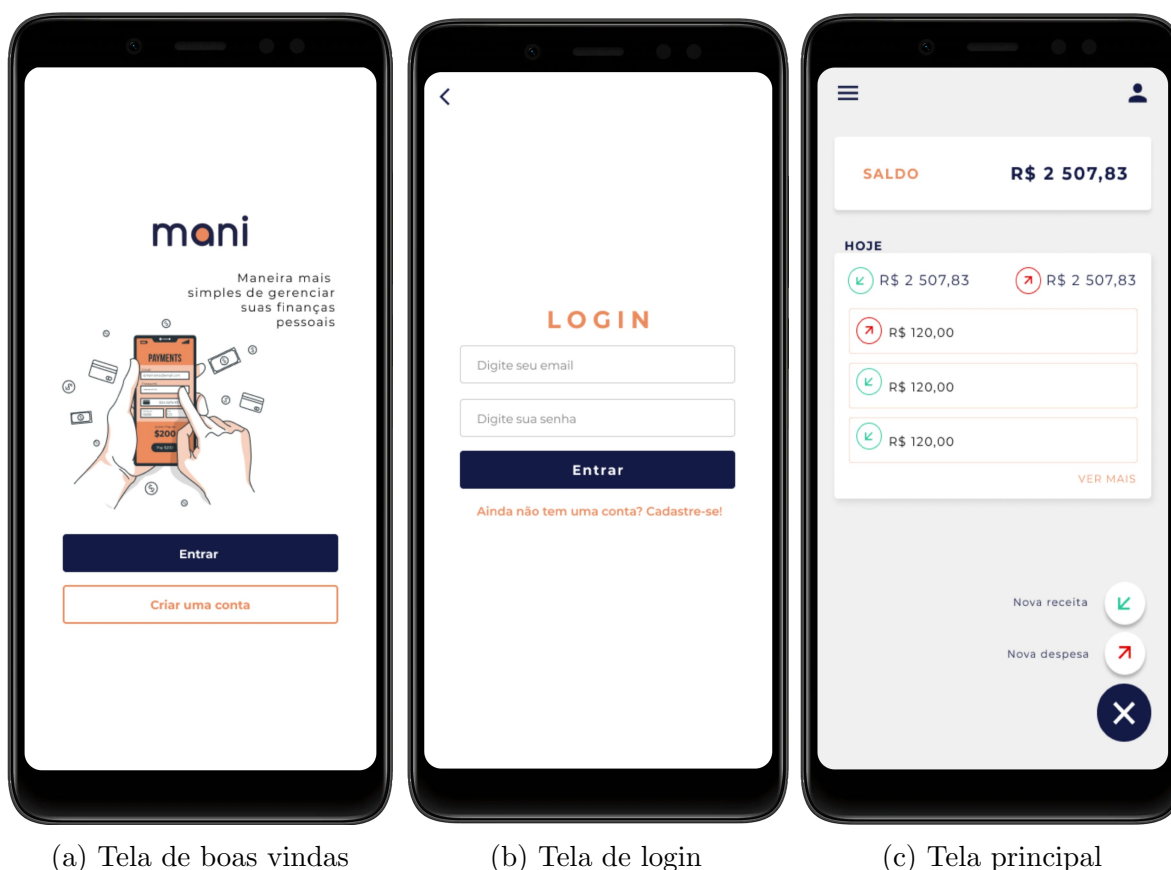 mani
Maneira mais
simples de gerenciar
suas finanças
pessoais
PAYMENTS
$200
Entrar
Criar uma conta
(a) Tela de boas vindas
LOGIN
Digite seu email
Digite sua senha
Entrar
Ainda não tem uma conta? Cadastre-se!
(b) Tela de login
SALDO R$ 2 507,83
HOJE
R$ 2 507,83 R$ 2 507,83
R$ 120,00
R$ 120,00
R$ 120,00
VER MAIS
Nova receita
Nova despesa
(c) Tela principal